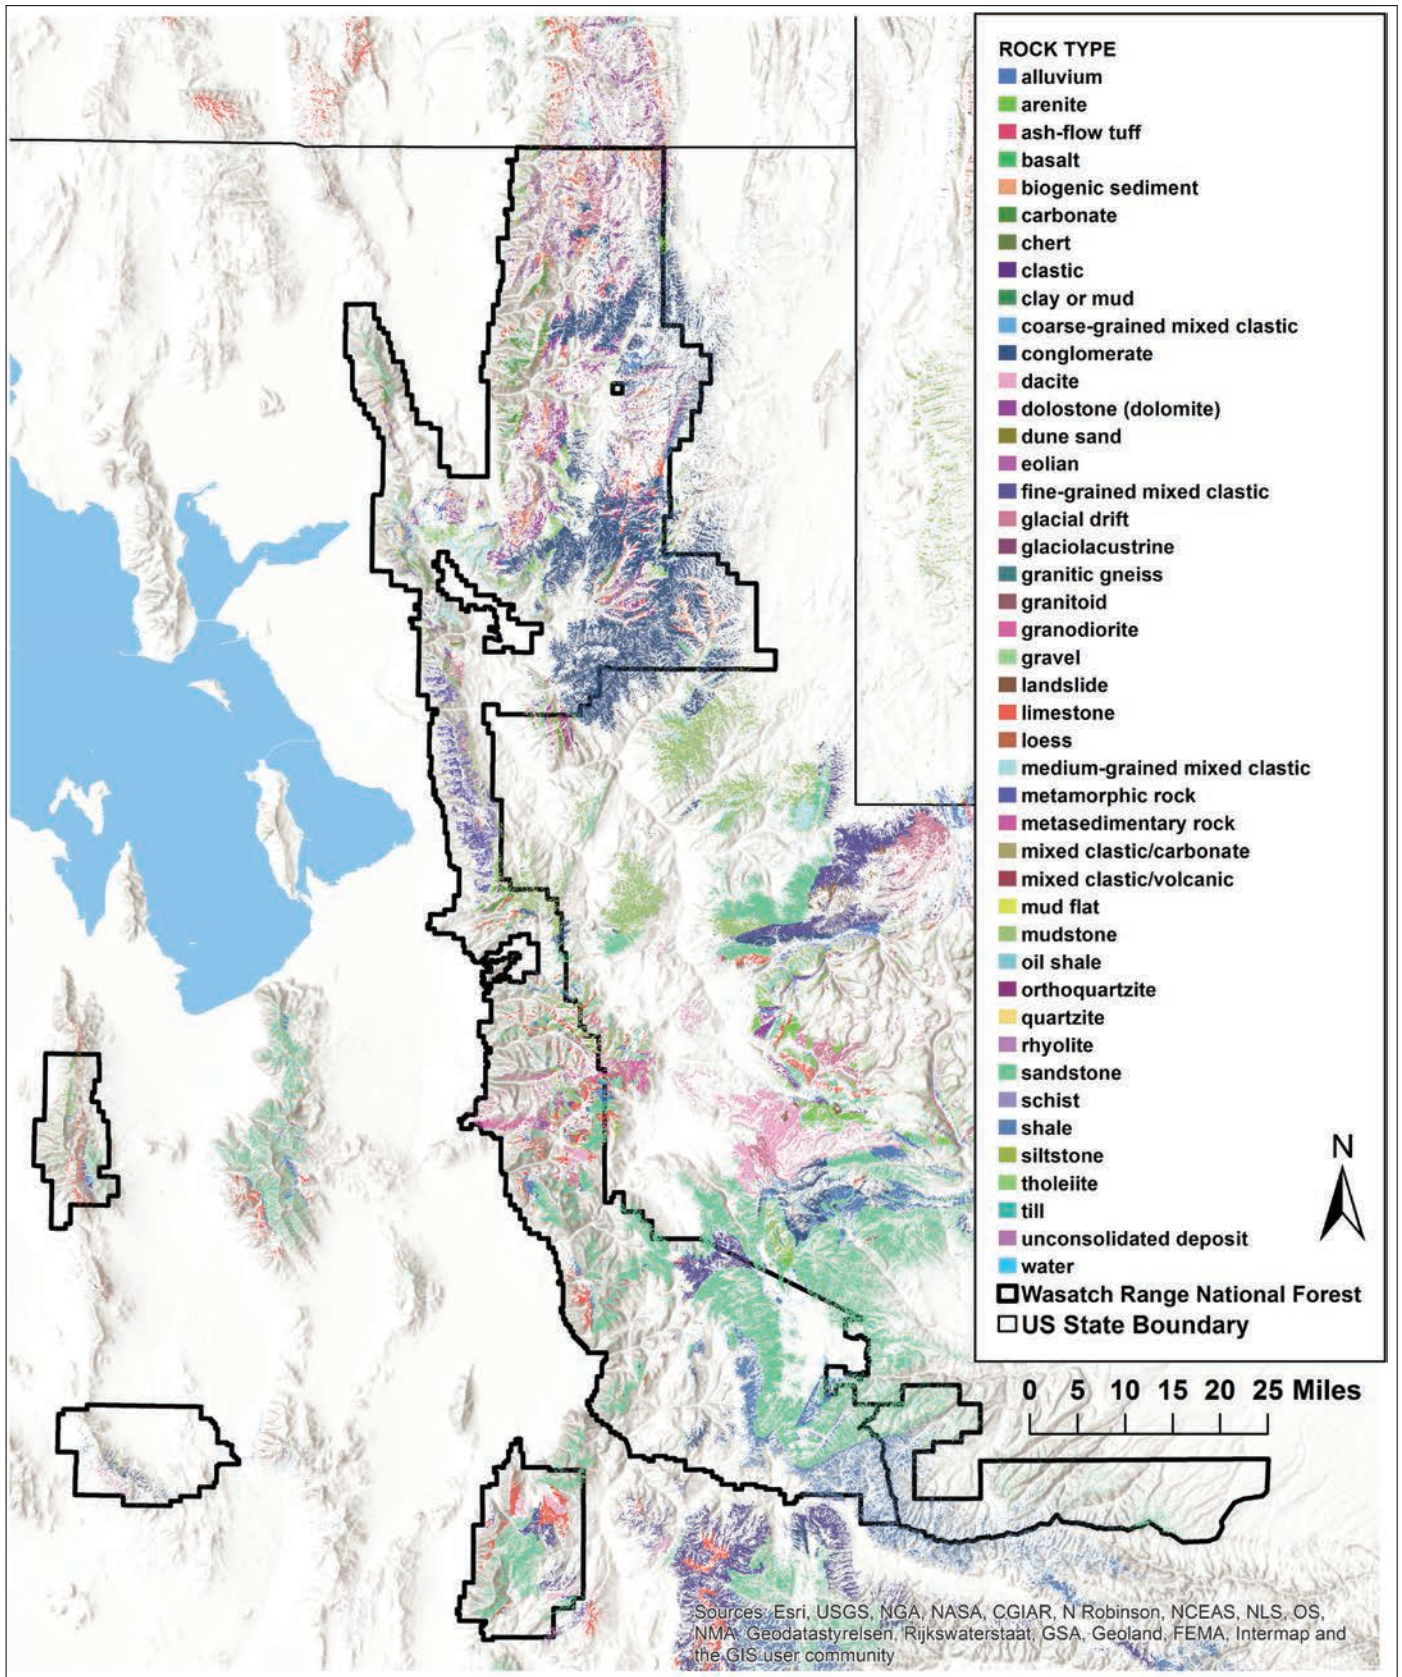 ROCK TYPE
alluvium
arenite
ash-flow tuff
basalt
biogenic sediment
carbonate
chert
clastic
clay or mud
coarse-grained mixed clastic
conglomerate
dacite
dolostone (dolomite)
dune sand
eolian
fine-grained mixed clastic
glacial drift
glaciolacustrine
granitic gneiss
granitoid
granodiorite
gravel
landslide
limestone
loess
medium-grained mixed clastic
metamorphic rock
metasedimentary rock
mixed clastic/carbonate
mixed clastic/volcanic
mud flat
mudstone
oil shale
orthoquartzite
quartzite
rhyolite
sandstone
schist
shale
siltstone
tholeiite
till
unconsolidated deposit
water
Wasatch Range National Forest
US State Boundary
N
0 5 10 15 20 25 Miles
Sources: Esri, USGS, NGA, NASA, CGIAR, N Robinson, NCEAS, NLS, OS,
NMA, Geodatastyrelsen, Rijkswaterstaat, GSA, Geoland, FEMA, Intermap and
the GIS user community